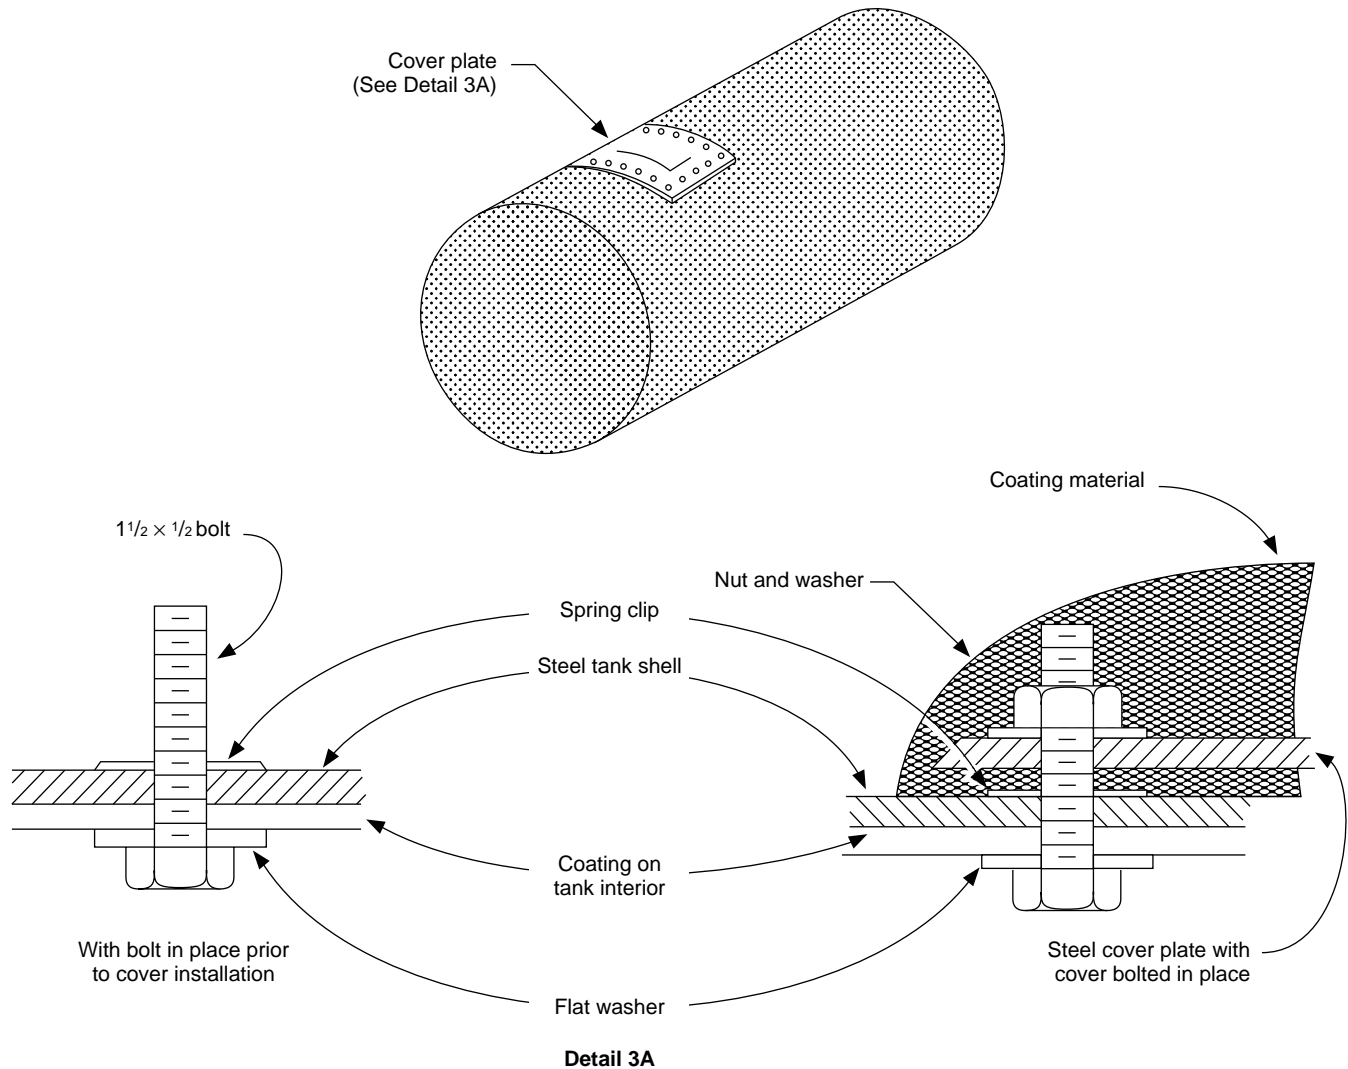 Cover plate
(See Detail 3A)
Coating material
1 1/2 × 1/2 bolt
Nut and washer
Spring clip
Steel tank shell
Coating on
tank interior
With bolt in place prior
to cover installation
Steel cover plate with
cover bolted in place
Flat washer
Detail 3A